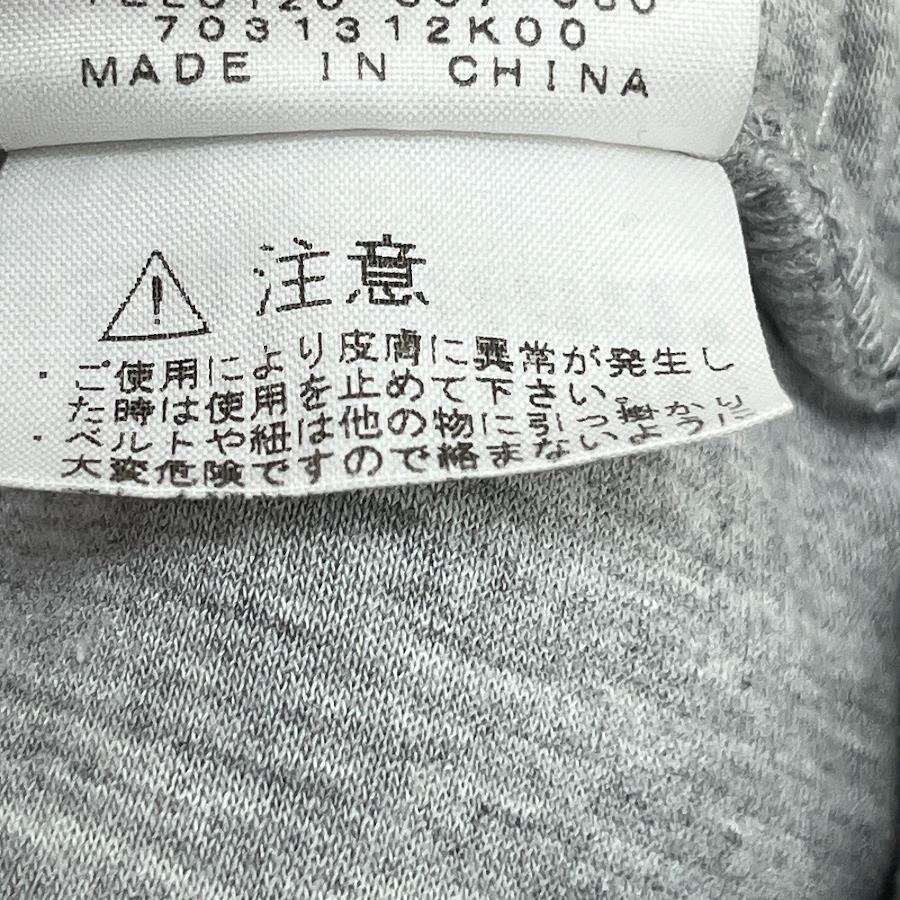 7031312K00
MADE IN CHINA
注意
・ご使用により皮膚に異常が発生し
た時は使用を止めて下さい。
・ベルトや紐は他の物に引っ掛かり
大変危険ですので絡まないように